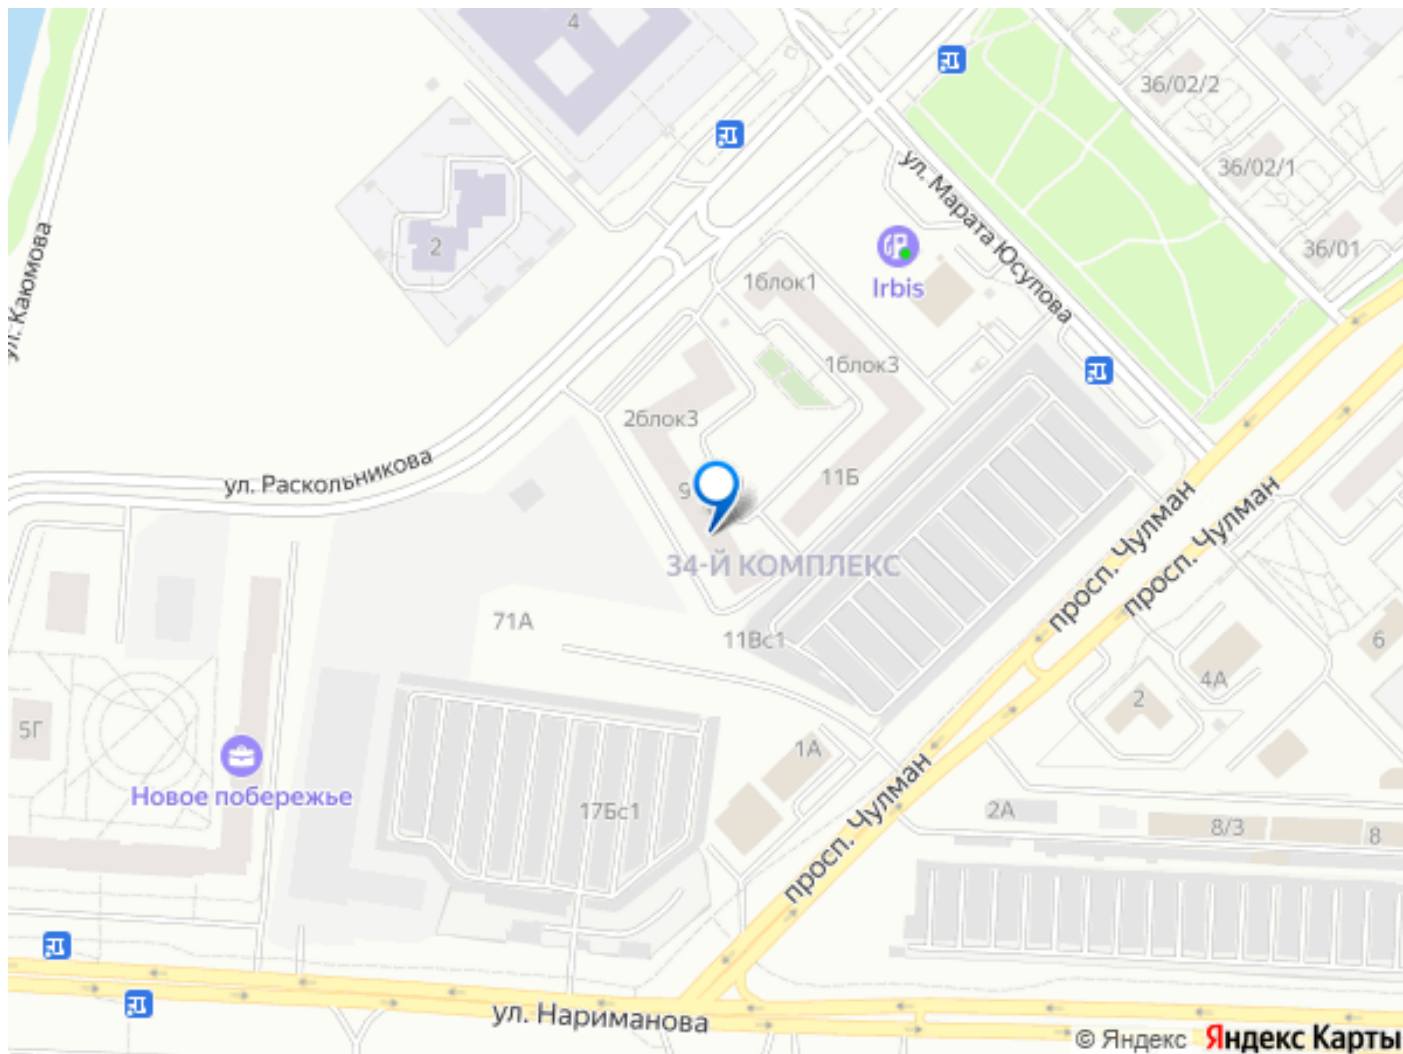 4
36/02/2
36/02/1
36/01
ул. Марата Юсупова
ул. Каюмова
2
Irbis
1блок1
1блок3
2блок3
11Б
9
ул. Раскольникова
34-Й КОМПЛЕКС
просп. Чулман
просп. Чулман
71А
11Вс1
6
4А
2
5Г
1А
Новое побережье
17Бс1
просп. Чулман
2А
8/3
8
ул. Нариманова
© Яндекс Яндекс Карты